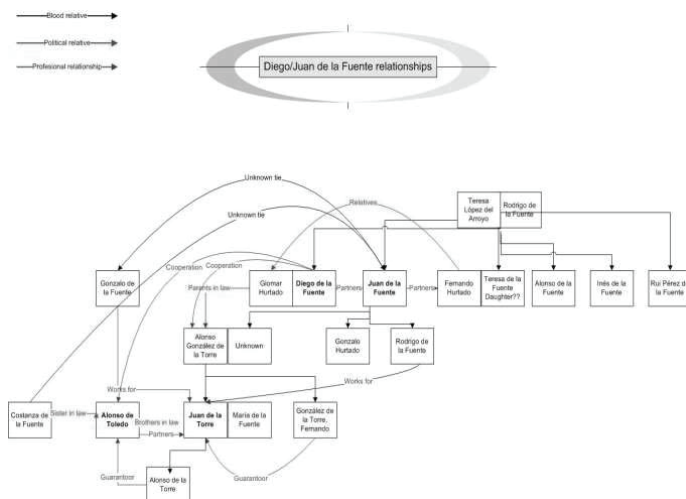 Blood relative
Political relative
Profesional relationship
Diego/Juan de la Fuente relationships
Unknown tie
Unknown tie
Relatives
Teresa
López del
Arroyo
Rodrigo de
la Fuente
Cooperation
Cooperation
Gonzalo de
la Fuente
Parents in law
Giomar
Hurtado
Diego de la
Fuente
Partners
Juan de la
Fuente
Partners
Fernando
Hurtado
Teresa de la
Fuente
Daughter??
Alonso de la
Fuente
Inés de la
Fuente
Rui Pérez de
la Fuente
Alonso
González de
la Torre
Unknown
Gonzalo
Hurtado
Rodrigo de
la Fuente
Works for
Works for
Costanza de
la Fuente
Sister in law
Alonso de
Toledo
Brothers in law
Partners
Juan de la
Torre
María de la
Fuente
González de
la Torre,
Fernando
Guarantoor
Guarantoor
Alonso de la
Torre